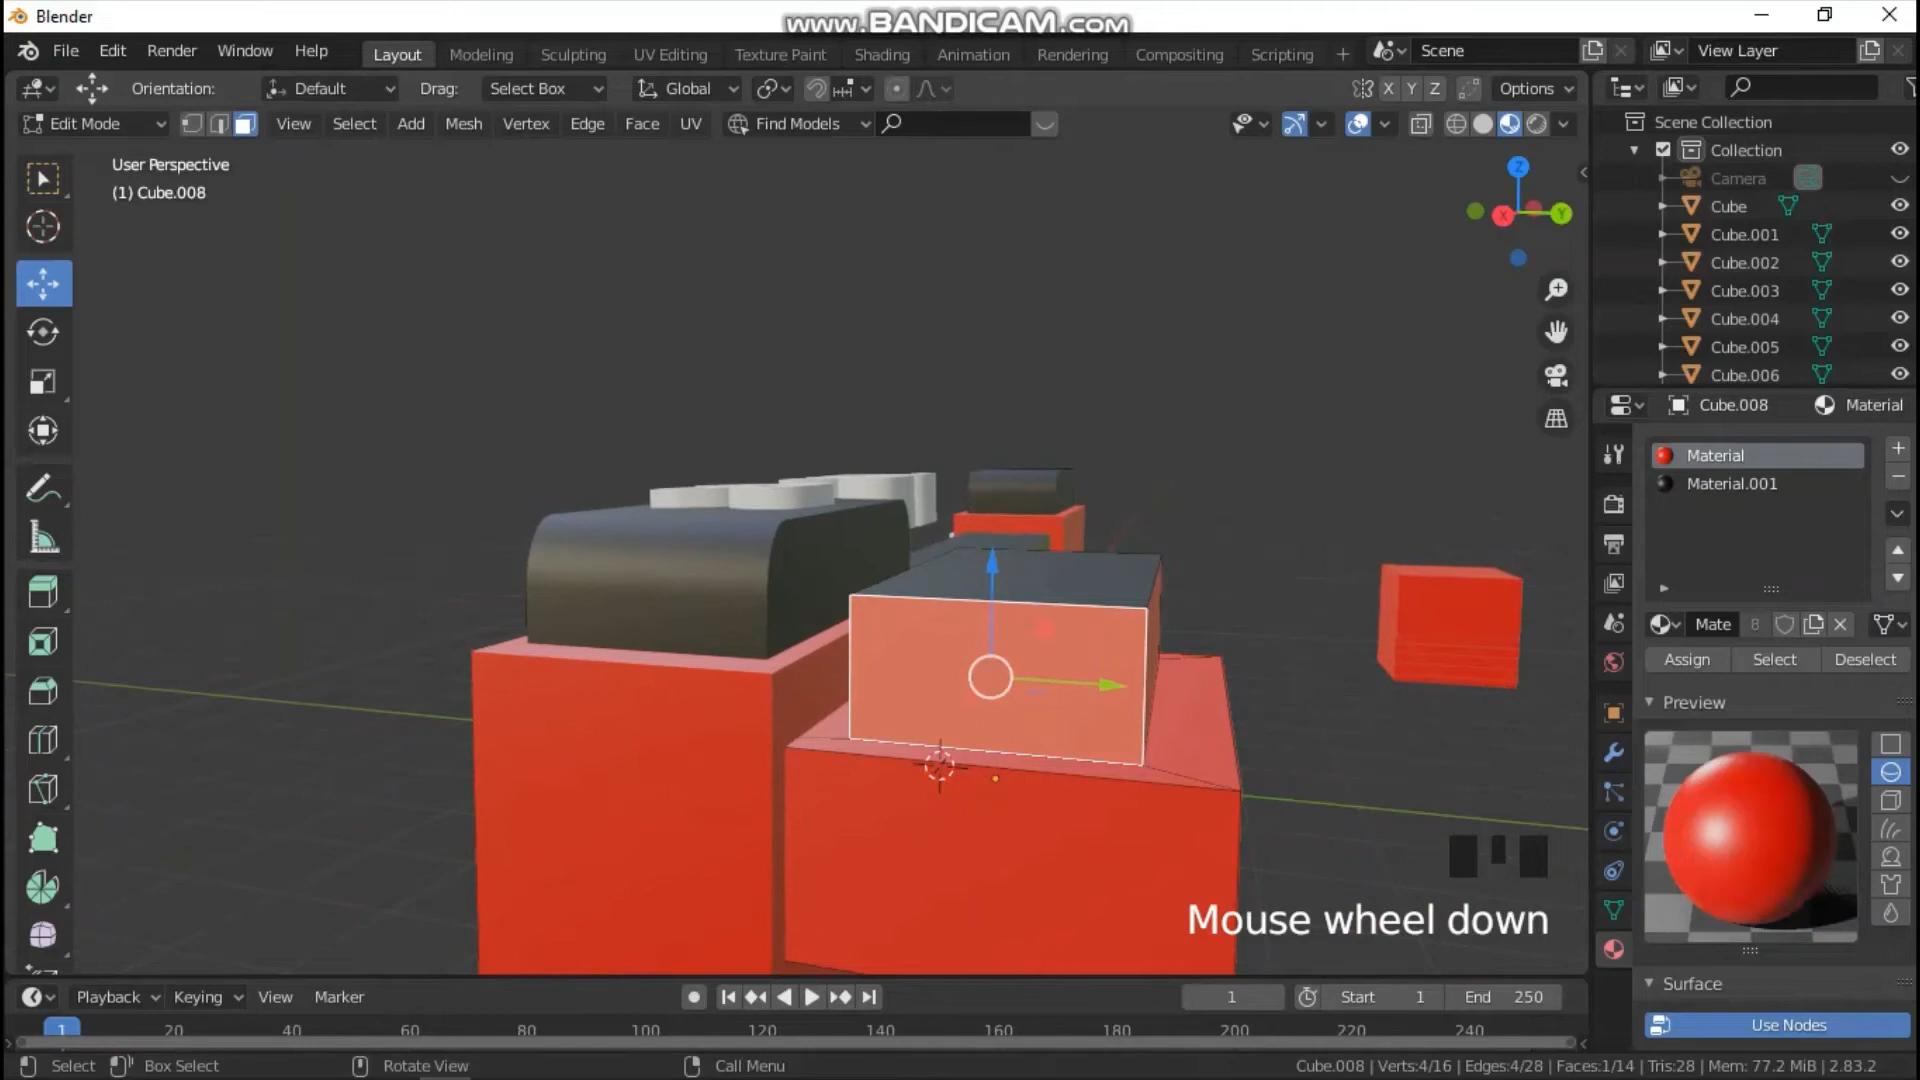 Blender
www.BANDICAM.com
File Edit Render Window Help Layout Modeling Sculpting UV Editing Texture Paint Shading Animation Rendering Compositing Scripting + Scene View Layer
Orientation: Default Drag: Select Box Global X Y Z Options
Edit Mode View Select Add Mesh Vertex Edge Face UV Find Models
Scene Collection
Collection
Camera
Cube
Cube.001
Cube.002
Cube.003
Cube.004
Cube.005
Cube.006
User Perspective
(1) Cube.008
Z
X
Y
Cube.008 Material
Material
Material.001
Mate 8
Assign Select Deselect
Preview
Mouse wheel down
Surface
Use Nodes
Playback Keying View Marker 1 Start 1 End 250
1 20 40 60 80 100 120 140 160 180 200 220 240
Select Box Select Rotate View Call Menu Cube.008 | Verts:4/16 | Edges:4/28 | Faces:1/14 | Tris:28 | Mem: 77.2 MiB | 2.83.2